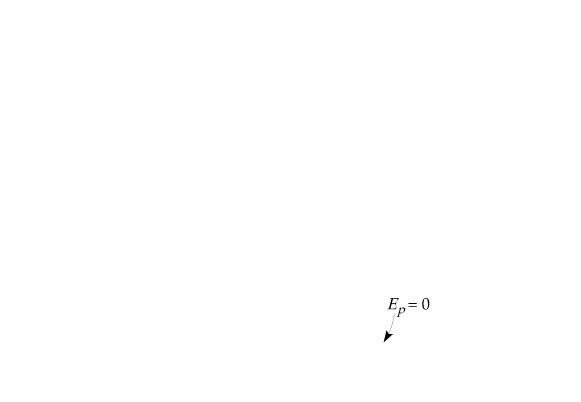 Eₚ = 0